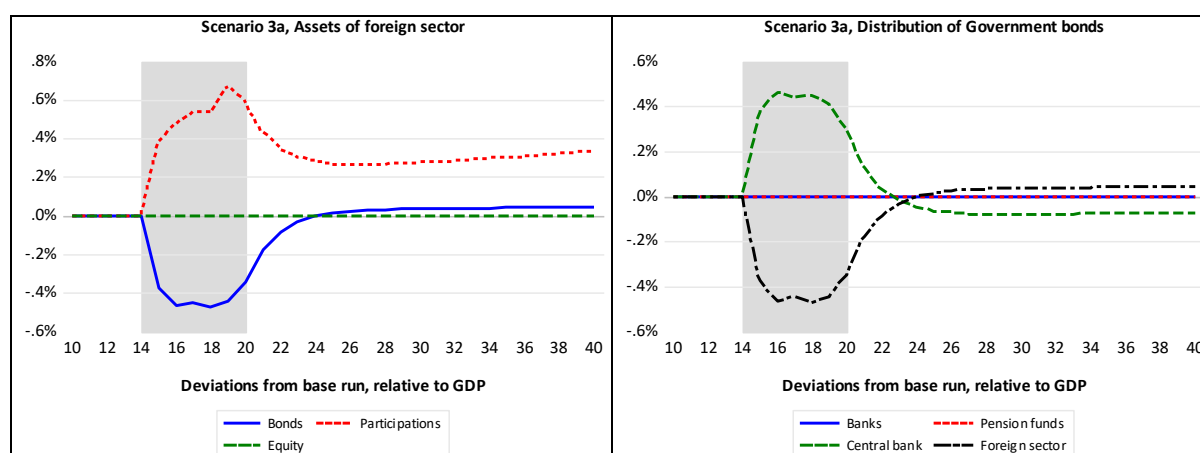 Scenario 3a, Assets of foreign sector
.8%
.6%
.4%
.2%
.0%
-.2%
-.4%
-.6%
10 12 14 16 18 20 22 24 26 28 30 32 34 36 38 40
Deviations from base run, relative to GDP
Bonds Participations
Equity
Scenario 3a, Distribution of Government bonds
.6%
.4%
.2%
.0%
-.2%
-.4%
-.6%
10 12 14 16 18 20 22 24 26 28 30 32 34 36 38 40
Deviations from base run, relative to GDP
Banks Pension funds
Central bank Foreign sector